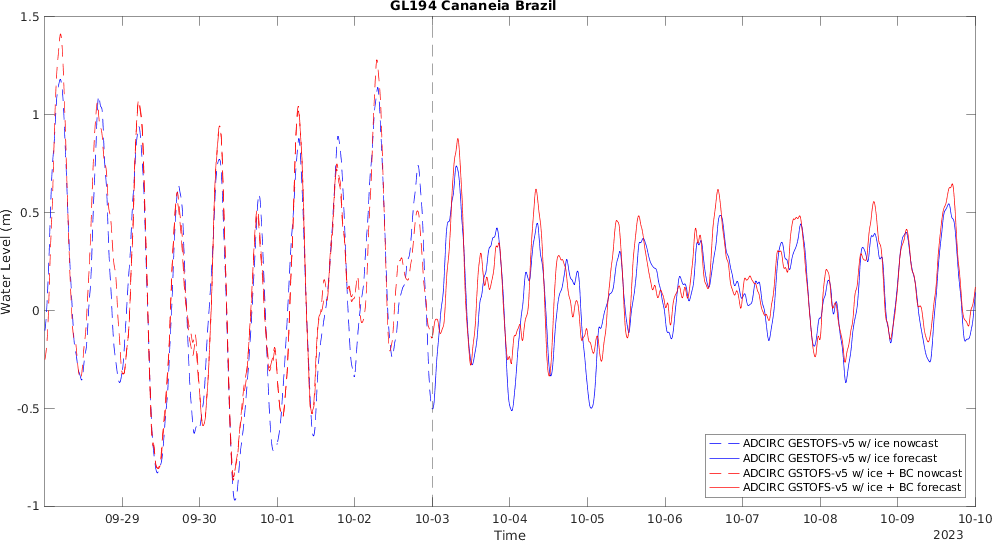 GL194 Cananeia Brazil
1.5
1
0.5
0
-0.5
-1
Water Level (m)
09-29 09-30 10-01 10-02 10-03 10-04 10-05 10-06 10-07 10-08 10-09 10-10
Time
2023
ADCIRC GESTOFS-v5 w/ ice nowcast
ADCIRC GESTOFS-v5 w/ ice forecast
ADCIRC GSTOFS-v5 w/ ice + BC nowcast
ADCIRC GSTOFS-v5 w/ ice + BC forecast